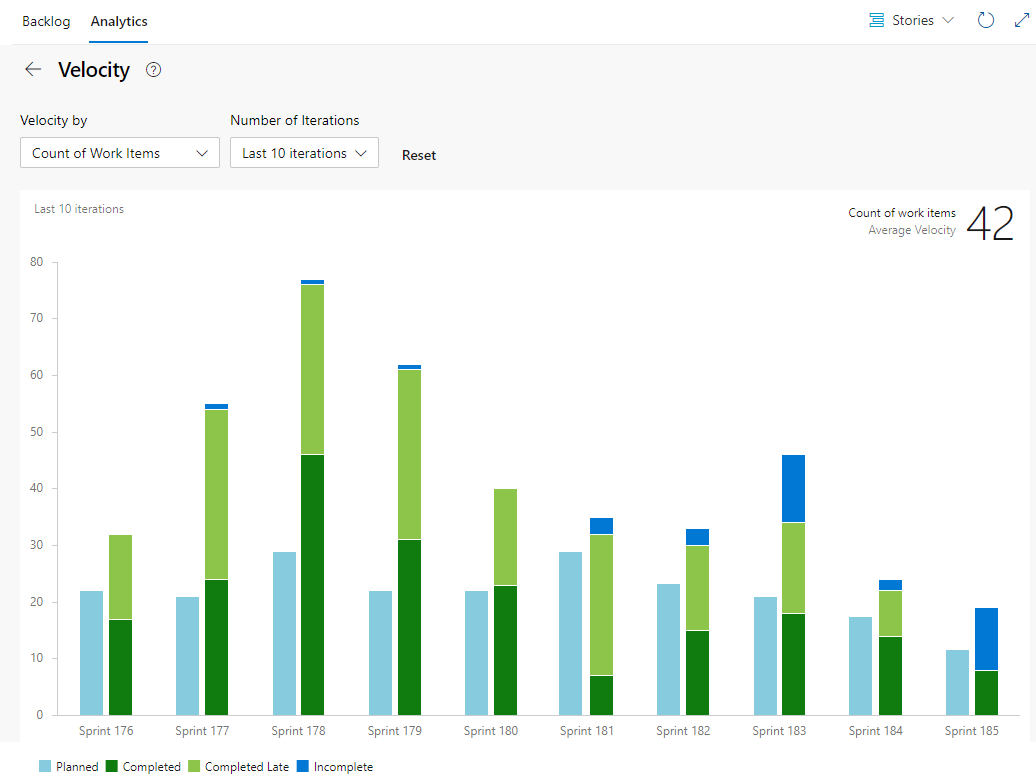 Backlog Analytics Stories
Velocity ?
Velocity by Number of Iterations
Count of Work Items Last 10 iterations Reset
Last 10 iterations Count of work items 42
Average Velocity
80
70
60
50
40
30
20
10
0
Sprint 176 Sprint 177 Sprint 178 Sprint 179 Sprint 180 Sprint 181 Sprint 182 Sprint 183 Sprint 184 Sprint 185
Planned Completed Completed Late Incomplete